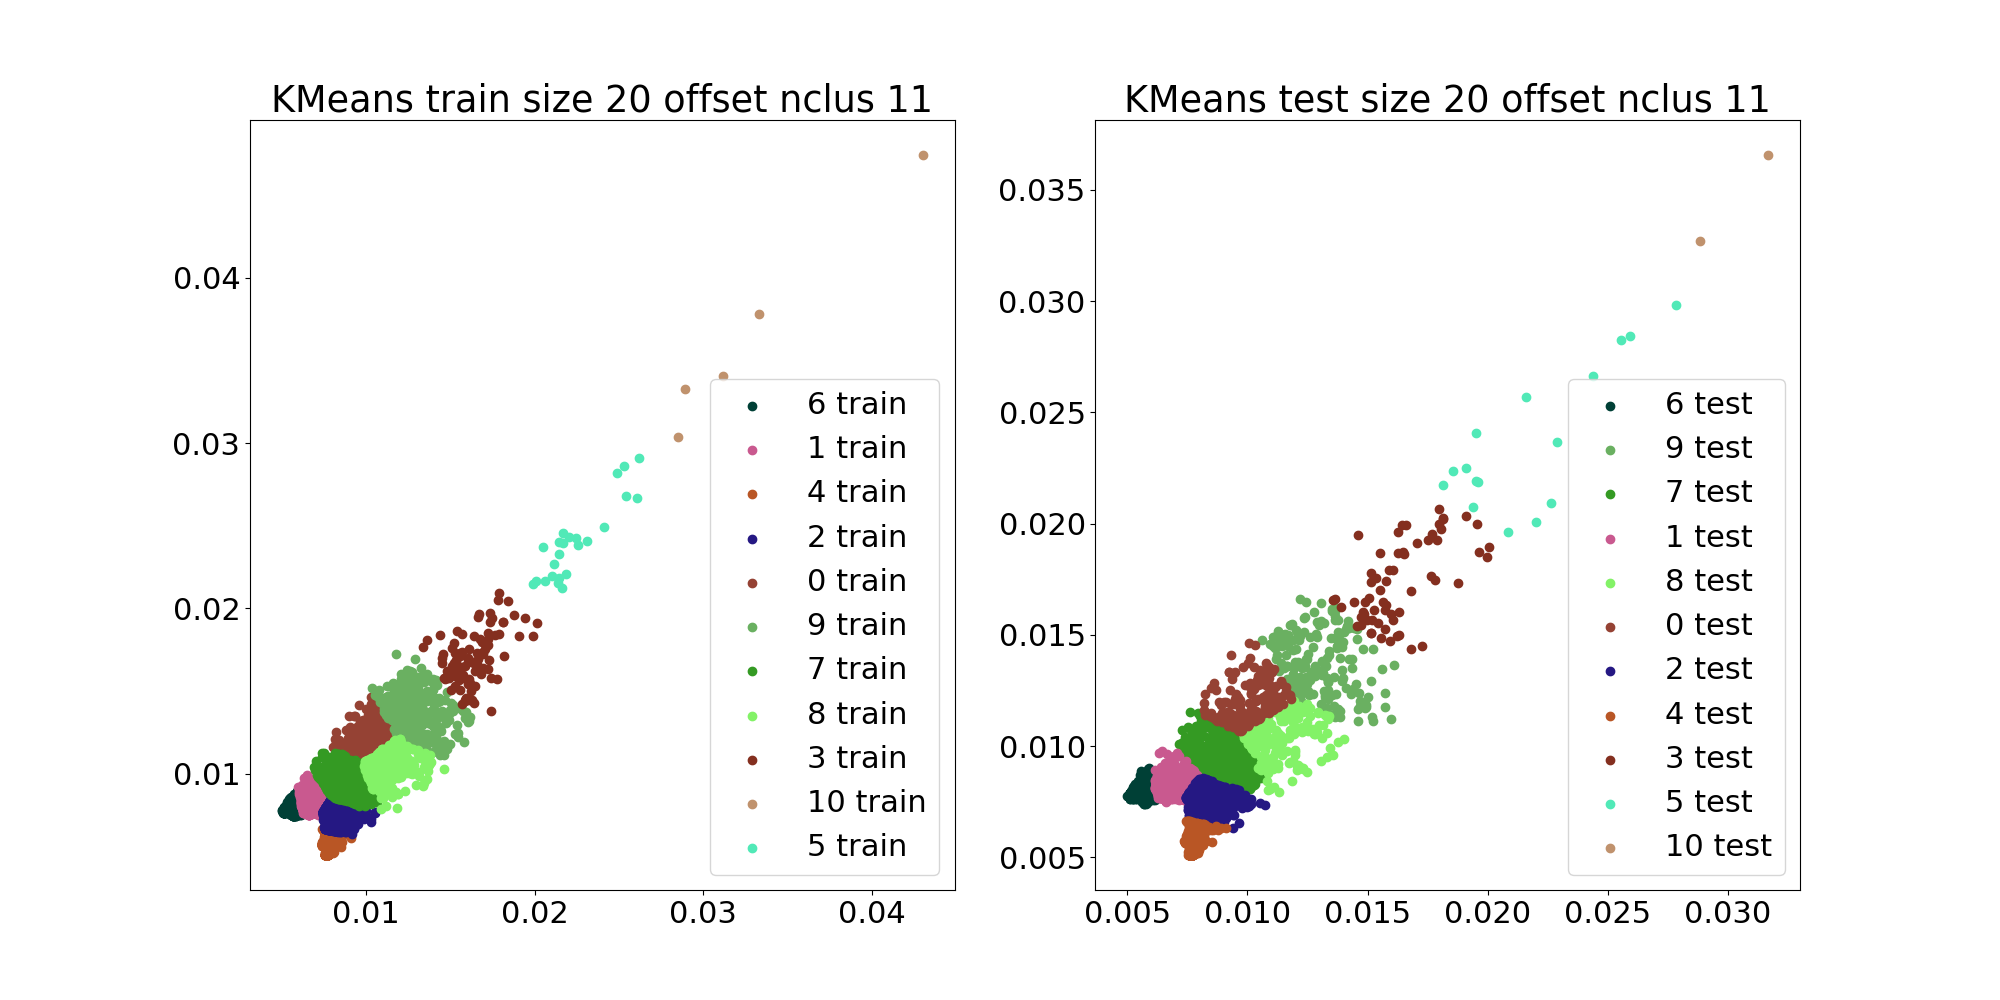 KMeans train size 20 offset nclus 11
0.04
0.03
0.02
0.01
0.01 0.02 0.03 0.04
6 train
1 train
4 train
2 train
0 train
9 train
7 train
8 train
3 train
10 train
5 train
KMeans test size 20 offset nclus 11
0.035
0.030
0.025
0.020
0.015
0.010
0.005
0.005 0.010 0.015 0.020 0.025 0.030
6 test
9 test
7 test
1 test
8 test
0 test
2 test
4 test
3 test
5 test
10 test